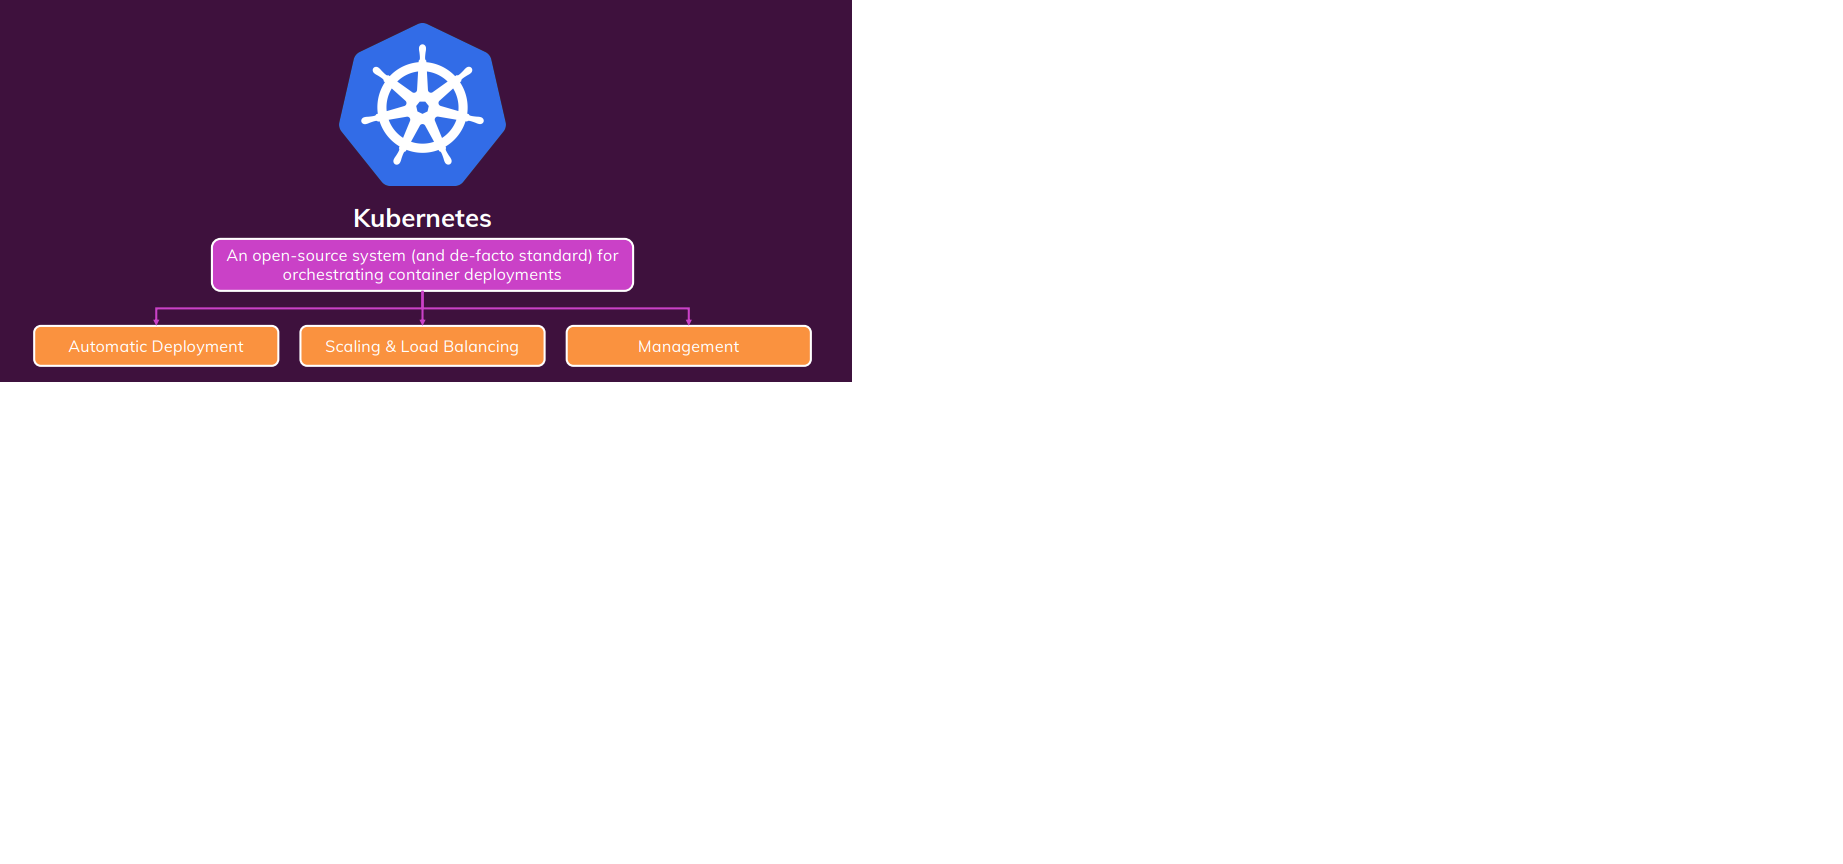 Kubernetes
An open-source system (and de-facto standard) for
orchestrating container deployments
Automatic Deployment
Scaling & Load Balancing
Management